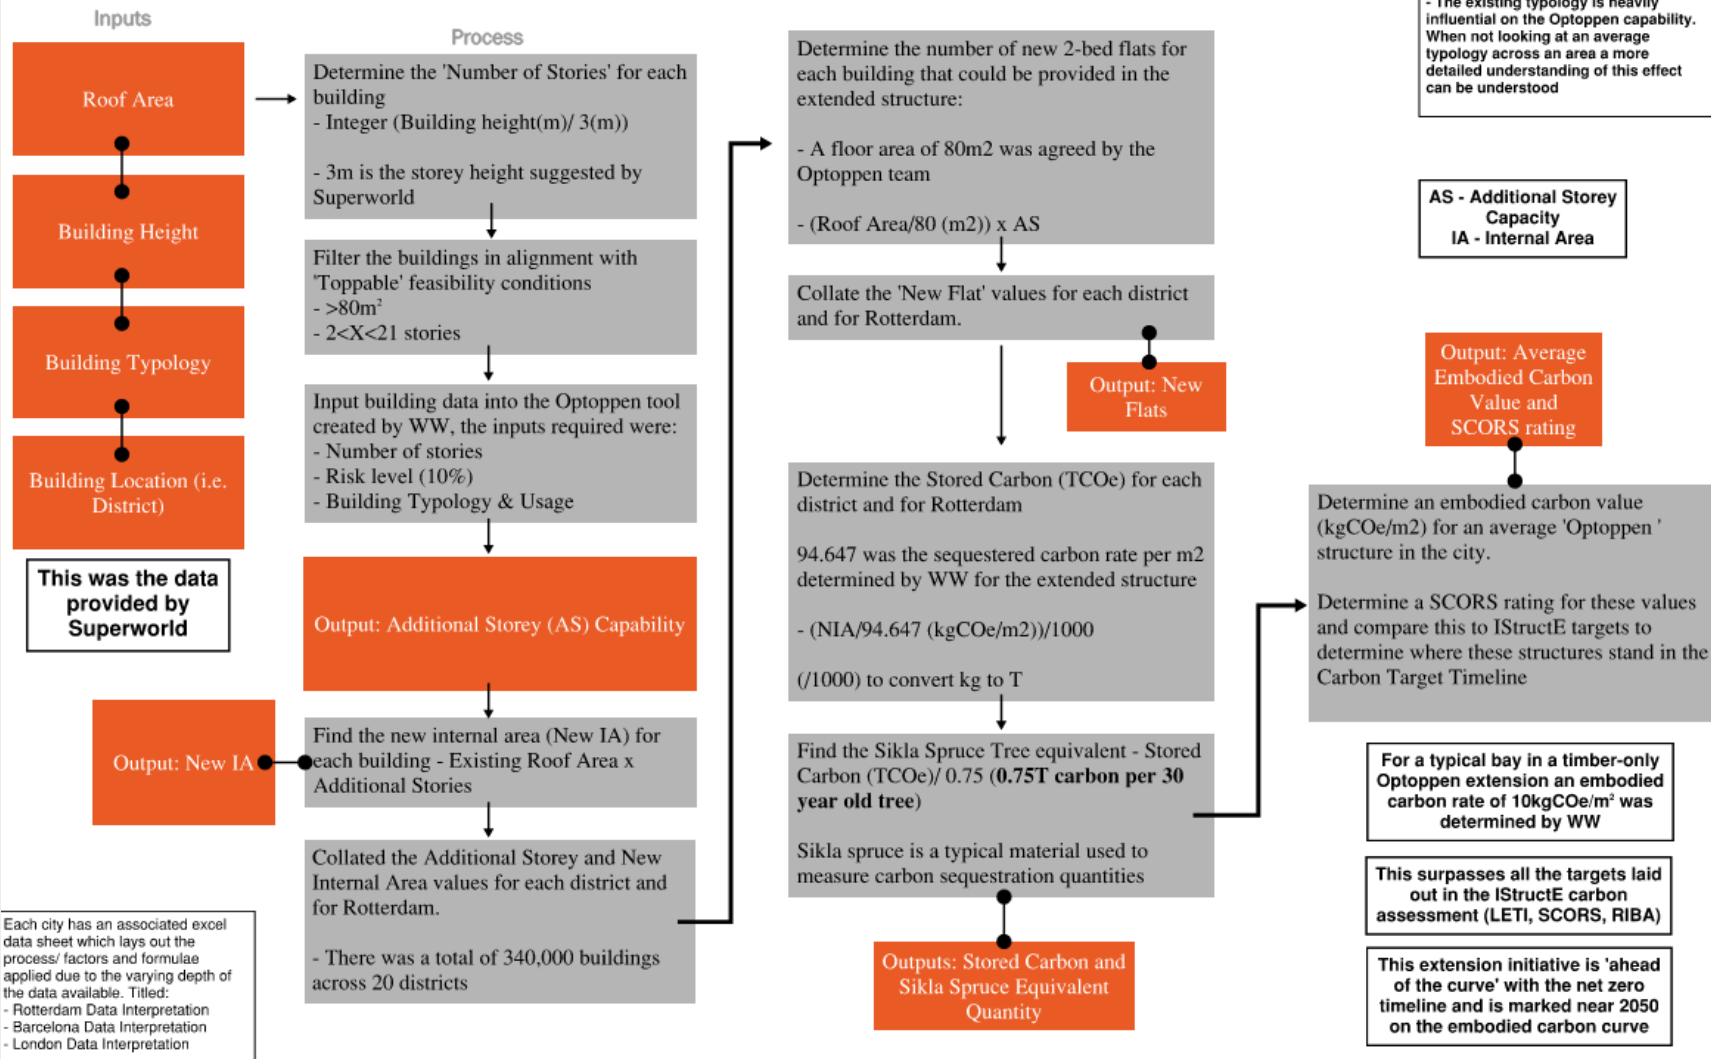 Inputs
Roof Area
Building Height
Building Typology
Building Location (i.e.
District)
This was the data
provided by
Superworld
Output: New IA
Each city has an associated excel
data sheet which lays out the
process/ factors and formulae
applied due to the varying depth of
the data available. Titled:
- Rotterdam Data Interpretation
- Barcelona Data Interpretation
- London Data Interpretation
Process
Determine the 'Number of Stories' for each
building
- Integer (Building height(m)/ 3(m))
- 3m is the storey height suggested by
Superworld
Filter the buildings in alignment with
'Toppable' feasibility conditions
- >80m²
- 2<X<21 stories
Input building data into the Optoppen tool
created by WW, the inputs required were:
- Number of stories
- Risk level (10%)
- Building Typology & Usage
Output: Additional Storey (AS) Capability
Find the new internal area (New IA) for
each building - Existing Roof Area x
Additional Stories
Collated the Additional Storey and New
Internal Area values for each district and
for Rotterdam.
- There was a total of 340,000 buildings
across 20 districts
Determine the number of new 2-bed flats for
each building that could be provided in the
extended structure:
- A floor area of 80m2 was agreed by the
Optoppen team
- (Roof Area/80 (m2)) x AS
Collate the 'New Flat' values for each district
and for Rotterdam.
Output: New
Flats
Determine the Stored Carbon (TCOe) for each
district and for Rotterdam
94.647 was the sequestered carbon rate per m2
determined by WW for the extended structure
- (NIA/94.647 (kgCOe/m2))/1000
(/1000) to convert kg to T
Find the Sikla Spruce Tree equivalent - Stored
Carbon (TCOe)/ 0.75 (0.75T carbon per 30
year old tree)
Sikla spruce is a typical material used to
measure carbon sequestration quantities
Outputs: Stored Carbon and
Sikla Spruce Equivalent
Quantity
- The existing typology is heavily
influential on the Optoppen capability.
When not looking at an average
typology across an area a more
detailed understanding of this effect
can be understood
AS - Additional Storey
Capacity
IA - Internal Area
Output: Average
Embodied Carbon
Value and
SCORS rating
Determine an embodied carbon value
(kgCOe/m2) for an average 'Optoppen '
structure in the city.
Determine a SCORS rating for these values
and compare this to IStructE targets to
determine where these structures stand in the
Carbon Target Timeline
For a typical bay in a timber-only
Optoppen extension an embodied
carbon rate of 10kgCOe/m² was
determined by WW
This surpasses all the targets laid
out in the IStructE carbon
assessment (LETI, SCORS, RIBA)
This extension initiative is 'ahead
of the curve' with the net zero
timeline and is marked near 2050
on the embodied carbon curve